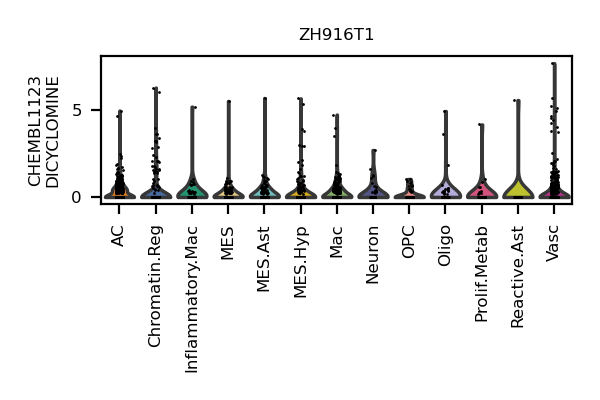 ZH916T1
CHEMBL1123
DICYCLOMINE
5
0
AC
Chromatin.Reg
Inflammatory.Mac
MES
MES.Ast
MES.Hyp
Mac
Neuron
OPC
Oligo
Prolif.Metab
Reactive.Ast
Vasc